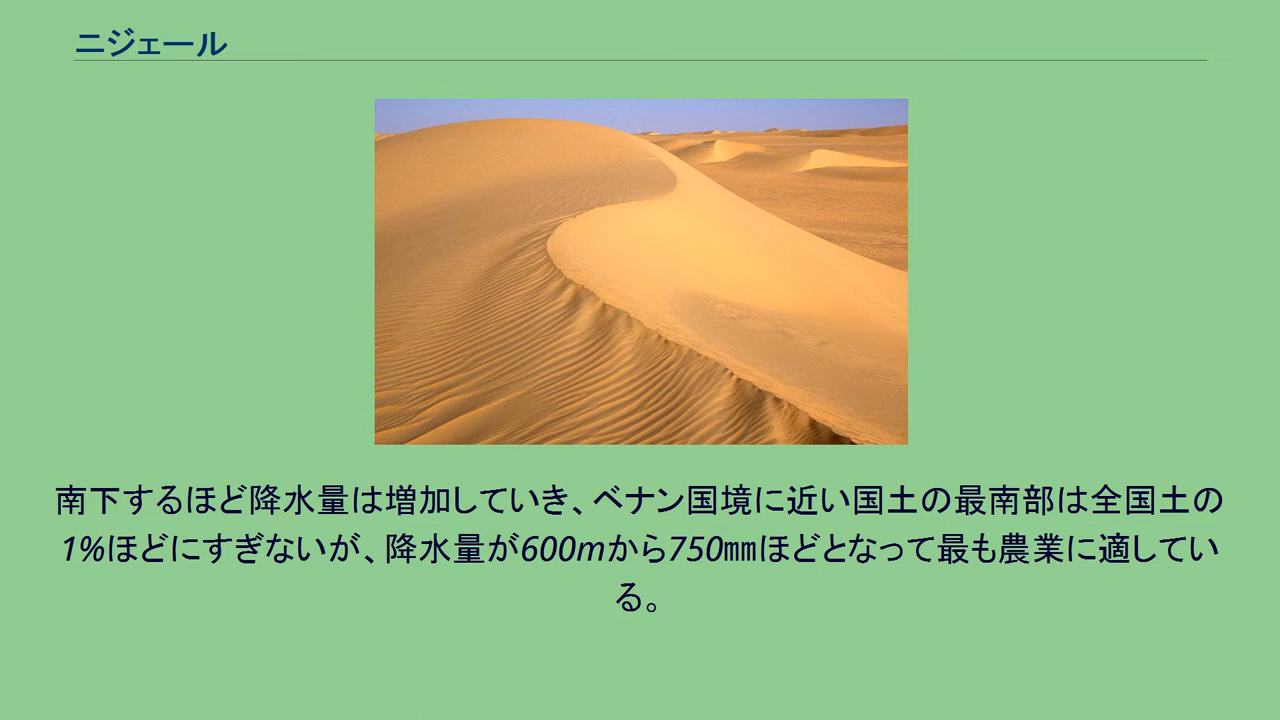 ニジェール
南下するほど降水量は増加していき、ベナン国境に近い国土の最南部は全国土の
1%ほどにすぎないが、降水量が600mから750㎜ほどとなって最も農業に適してい
る。